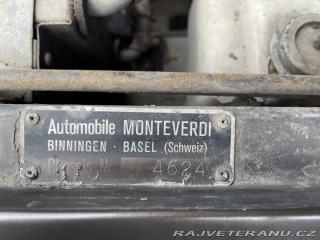 Automobile MONTEVERDI
BINNINGEN · BASEL (Schweiz)
4624
RAJVETERANU.CZ